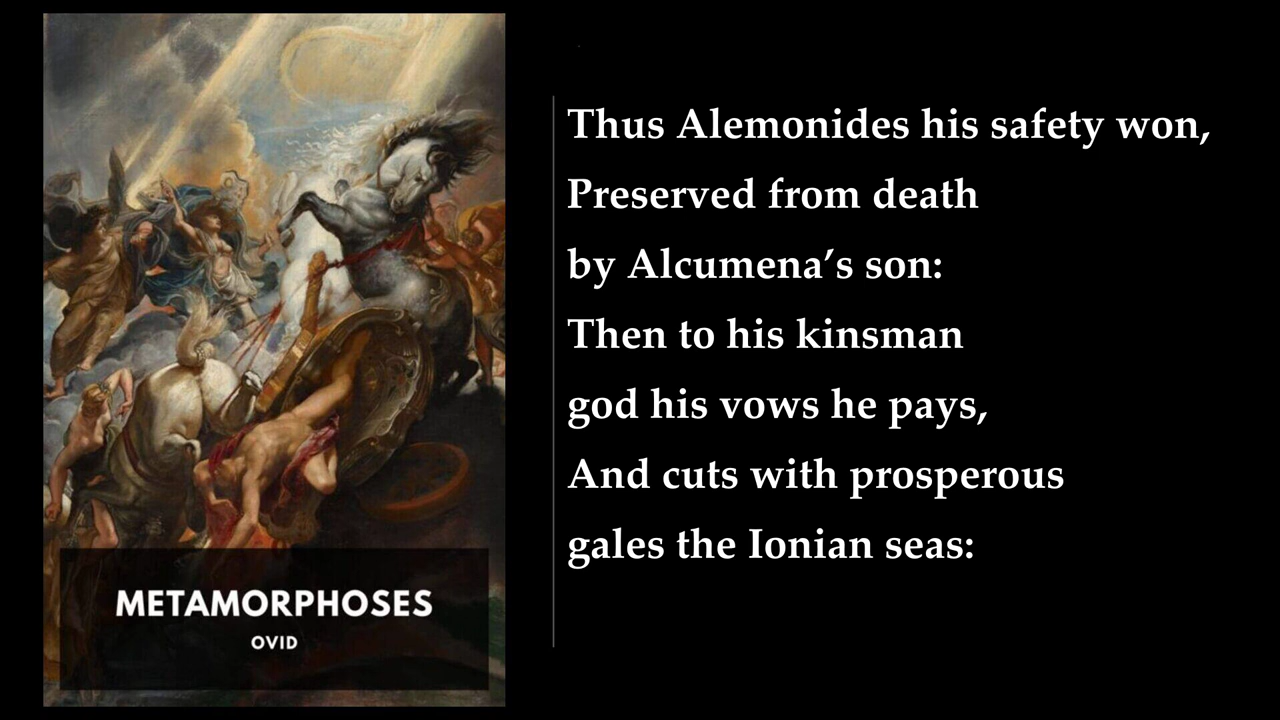 METAMORPHOSES
OVID
Thus Alemonides his safety won,
Preserved from death
by Alcumena’s son:
Then to his kinsman
god his vows he pays,
And cuts with prosperous
gales the Ionian seas: